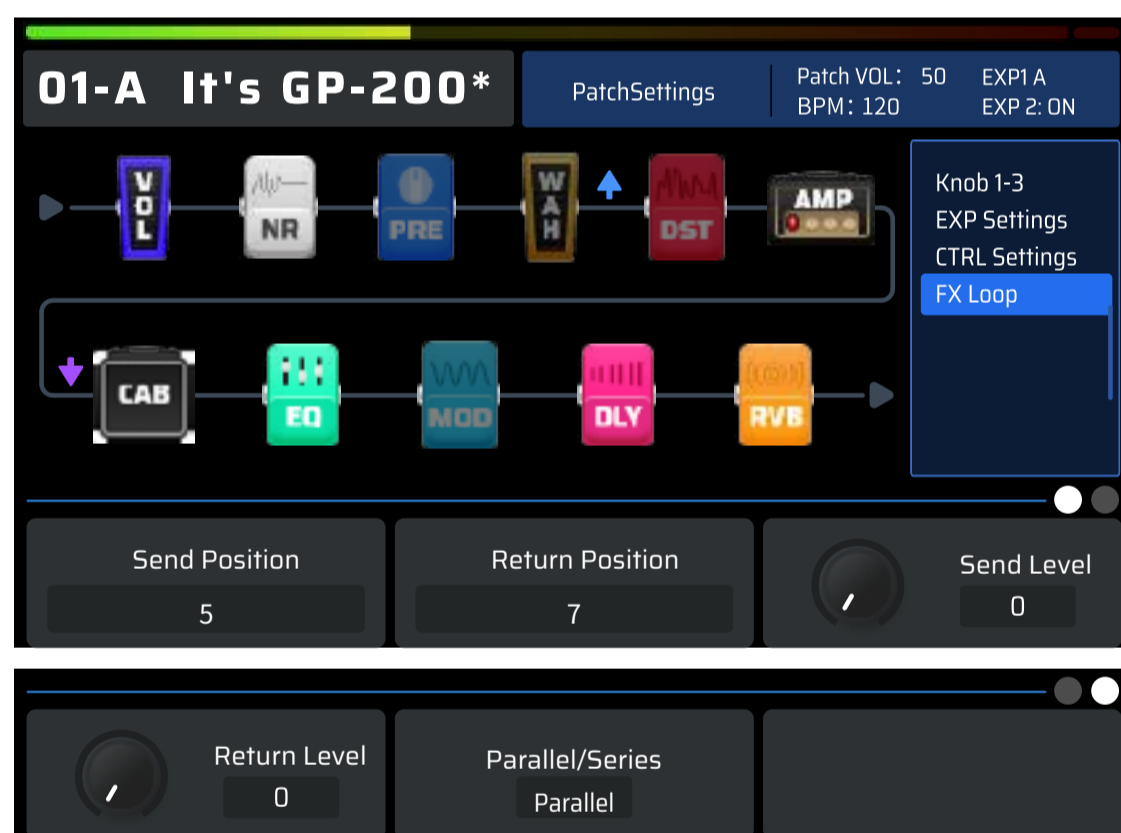 01-A It's GP-200*
PatchSettings
Patch VOL: 50 EXP1 A
BPM: 120 EXP 2: ON
VOL
NR
PRE
WAH
DST
AMP
Knob 1-3
EXP Settings
CTRL Settings
FX Loop
CAB
EQ
MOD
DLY
RVB
Send Position
5
Return Position
7
Send Level
0
Return Level
0
Parallel/Series
Parallel